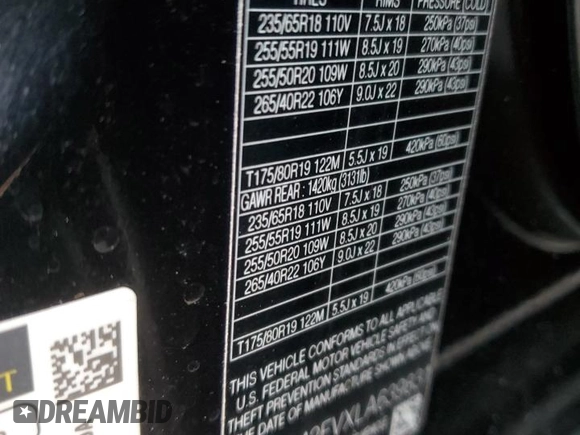 TIRES RIMS PRESSURE (COLD)
235/65R18 110V 7.5J x 18 250kPa (37psi)
255/55R19 111W 8.5J x 19 270kPa (40psi)
255/50R20 109W 8.5J x 20 290kPa (43psi)
265/40R22 106Y 9.0J x 22 290kPa (43psi)
T175/80R19 122M 5.5J x 19 420kPa (60psi)
GAWR REAR : 1420kg (3131lb)
235/65R18 110V 7.5J x 18 250kPa (37psi)
255/55R19 111W 8.5J x 19 270kPa (40psi)
255/50R20 109W 8.5J x 20 290kPa (43psi)
265/40R22 106Y 9.0J x 22 290kPa (43psi)
T175/80R19 122M 5.5J x 19 420kPa (60psi)
THIS VEHICLE CONFORMS TO ALL APPLICABLE
U.S. FEDERAL MOTOR VEHICLE SAFETY AND
THEFT PREVENTION STANDARDS IN EFFECT ON
THE DATE OF
T
DREAMBID